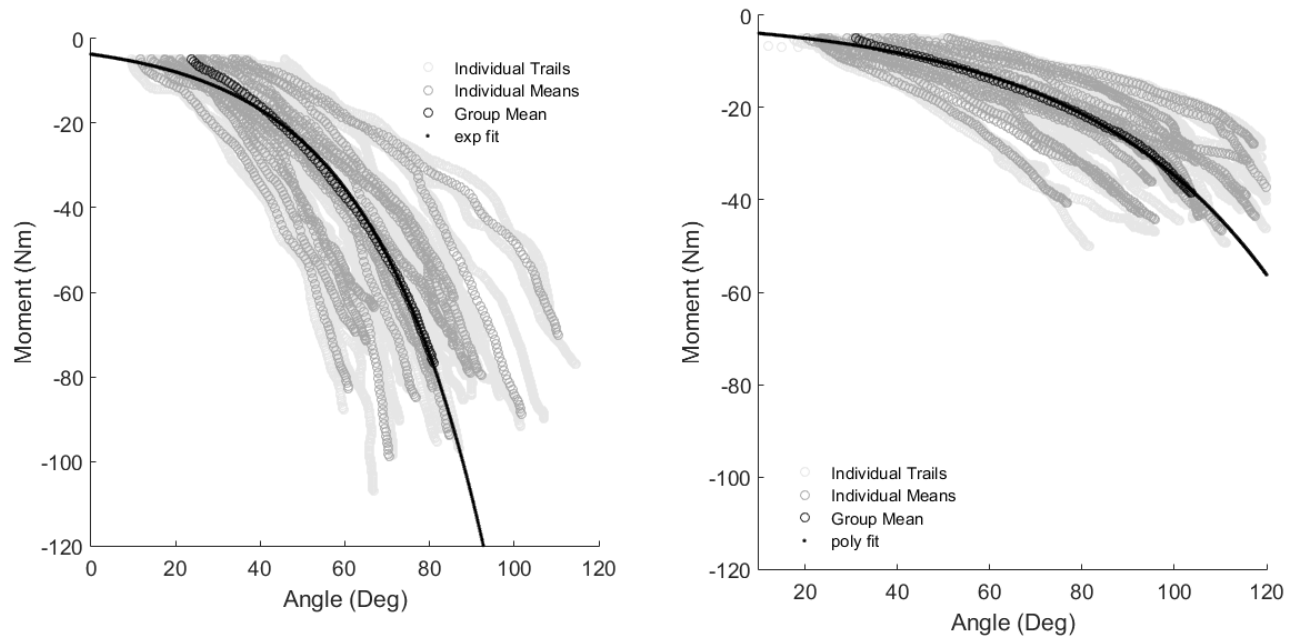 0
-20
-40
-60
-80
-100
-120
Moment (Nm)
0 20 40 60 80 100 120
Angle (Deg)
Individual Trails
Individual Means
Group Mean
exp fit
0
-20
-40
-60
-80
-100
-120
Moment (Nm)
20 40 60 80 100 120
Angle (Deg)
Individual Trails
Individual Means
Group Mean
poly fit